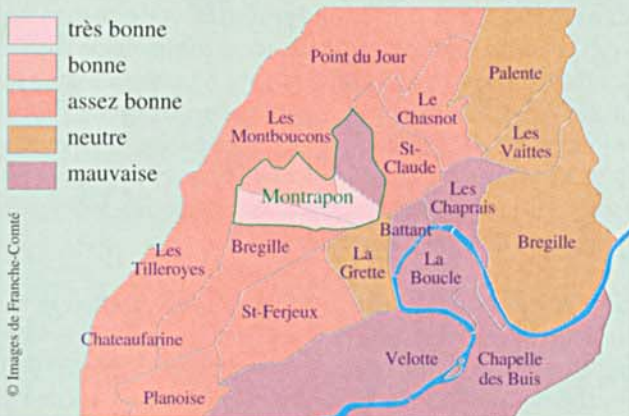 très bonne
bonne
assez bonne
neutre
mauvaise
Point du Jour
Palente
Le
Chasnot
Les
Montboucons
Les
Vaittes
St-
Claude
Montrapon
Les
Chaprais
Battant
Bregille
Bregille
Les
Tilleroyes
La
Grette
La
Boucle
St-Ferjeux
Chateaufarine
Velotte
Chapelle
des Buis
Planoise
© Images de Franche-Comté